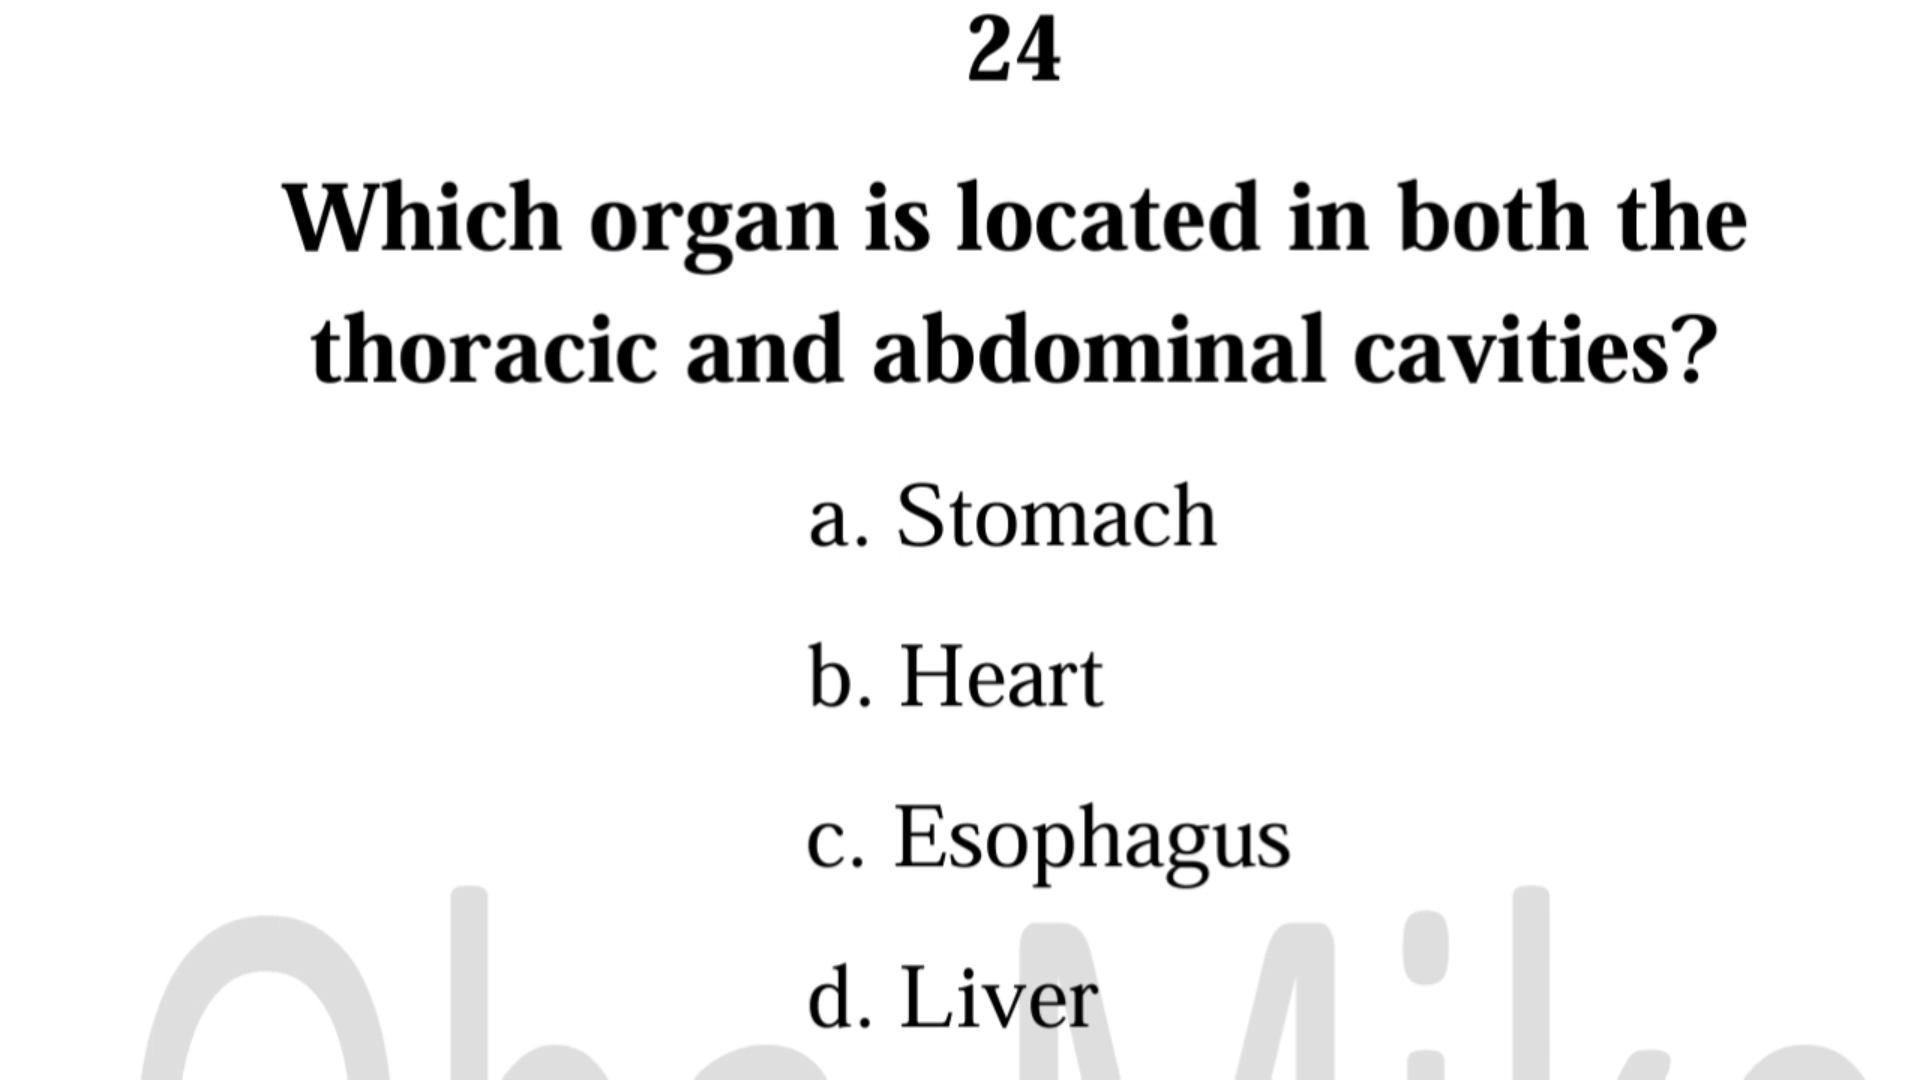 24
Which organ is located in both the
thoracic and abdominal cavities?
a. Stomach
b. Heart
c. Esophagus
d. Liver